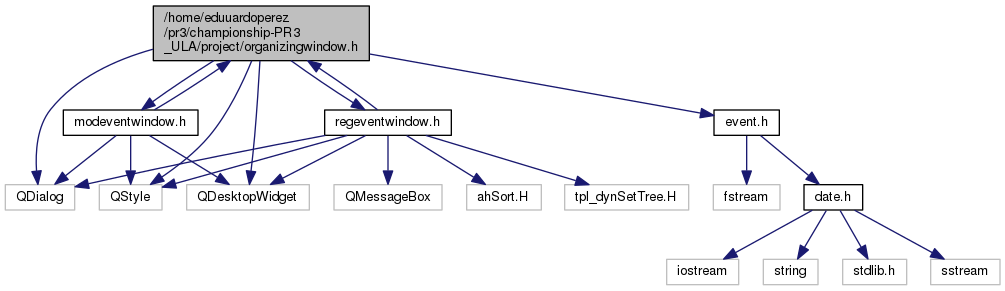 /home/eduuardoperez
/pr3/championship-PR3
_ULA/project/organizingwindow.h
modeventwindow.h
regeventwindow.h
event.h
QDialog
QStyle
QDesktopWidget
QMessageBox
ahSort.H
tpl_dynSetTree.H
fstream
date.h
iostream
string
stdlib.h
sstream